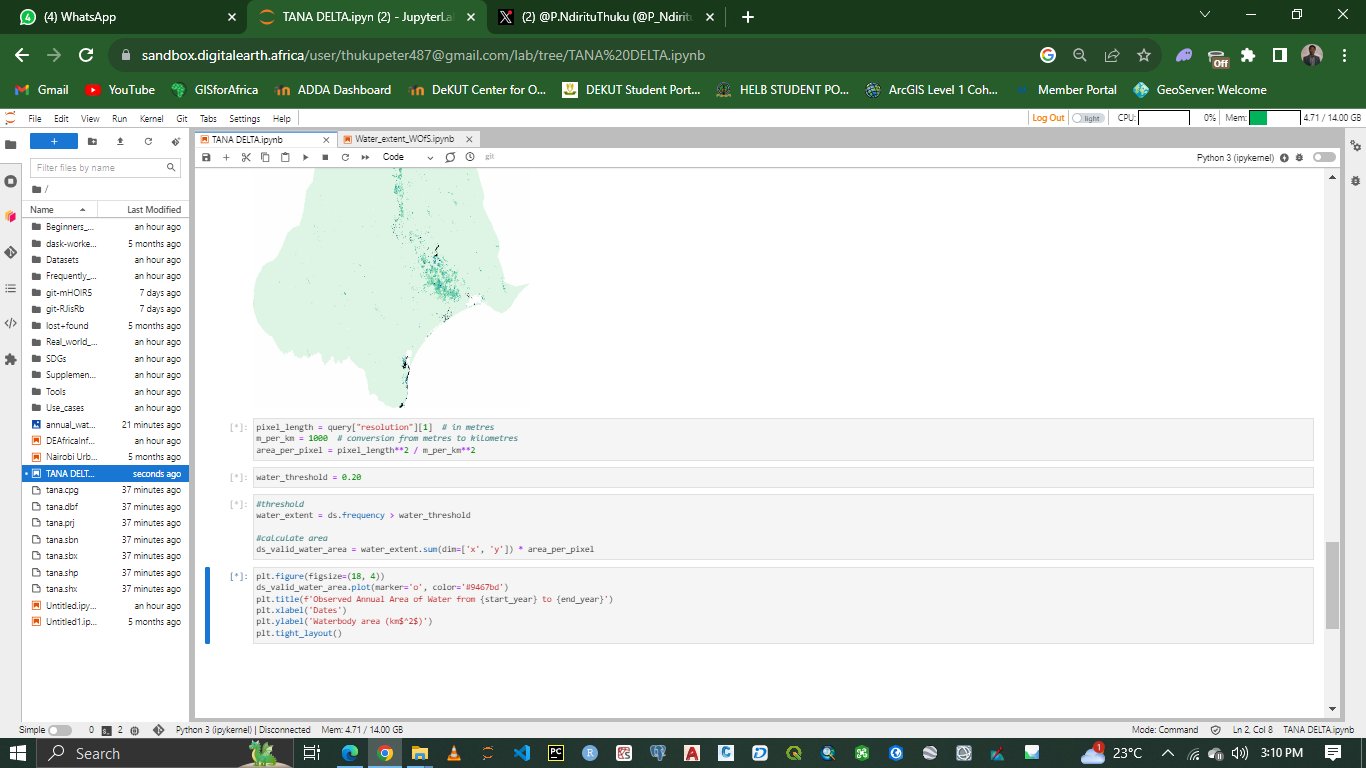 (4) WhatsApp
TANA DELTA.ipyn (2) - JupyterLa
(2) @P.NdirituThuku (@P_Ndirit
sandbox.digitalearth.africa/user/thukupeter487@gmail.com/lab/tree/TANA%20DELTA.ipynb
Off
Gmail YouTube GISforAfrica ADDA Dashboard DeKUT Center for O... DEKUT Student Port... HELB STUDENT PO... ArcGIS Level 1 Coh... Member Portal GeoServer: Welcome
File Edit View Run Kernel Git Tabs Settings Help
Log Out light CPU: 0% Mem: 4.71 / 14.00 GB
TANA DELTA.ipynb Water_extent_WOfS.ipynb
Code git Python 3 (ipykernel)
Filter files by name
/
Name Last Modified
Beginners_... an hour ago
dask-worke... 5 months ago
Datasets an hour ago
Frequently_... an hour ago
git-mHOIR5 7 days ago
git-RJisRb 7 days ago
lost+found 5 months ago
Real_world_... an hour ago
SDGs an hour ago
Supplemen... an hour ago
Tools an hour ago
Use_cases an hour ago
annual_wat... 21 minutes ago
DEAfricaInf... an hour ago
Nairobi Urb... 5 months ago
TANA DELT... seconds ago
tana.cpg 37 minutes ago
tana.dbf 37 minutes ago
tana.prj 37 minutes ago
tana.sbn 37 minutes ago
tana.sbx 37 minutes ago
tana.shp 37 minutes ago
tana.shx 37 minutes ago
Untitled.ipy... an hour ago
Untitled1.ip... 5 months ago
[*]: pixel_length = query["resolution"][1] # in metres
m_per_km = 1000 # conversion from metres to kilometres
area_per_pixel = pixel_length**2 / m_per_km**2
[*]: water_threshold = 0.20
[*]: #threshold
water_extent = ds.frequency > water_threshold
#calculate area
ds_valid_water_area = water_extent.sum(dim=['x', 'y']) * area_per_pixel
[*]: plt.figure(figsize=(18, 4))
ds_valid_water_area.plot(marker='o', color='#9467bd')
plt.title(f'Observed Annual Area of Water from {start_year} to {end_year}')
plt.xlabel('Dates')
plt.ylabel('Waterbody area (km$^2$)')
plt.tight_layout()
Simple 0 2 Python 3 (ipykernel) | Disconnected Mem: 4.71 / 14.00 GB Mode: Command Ln 2, Col 8 TANA DELTA.ipynb
Search 1 23°C 3:10 PM